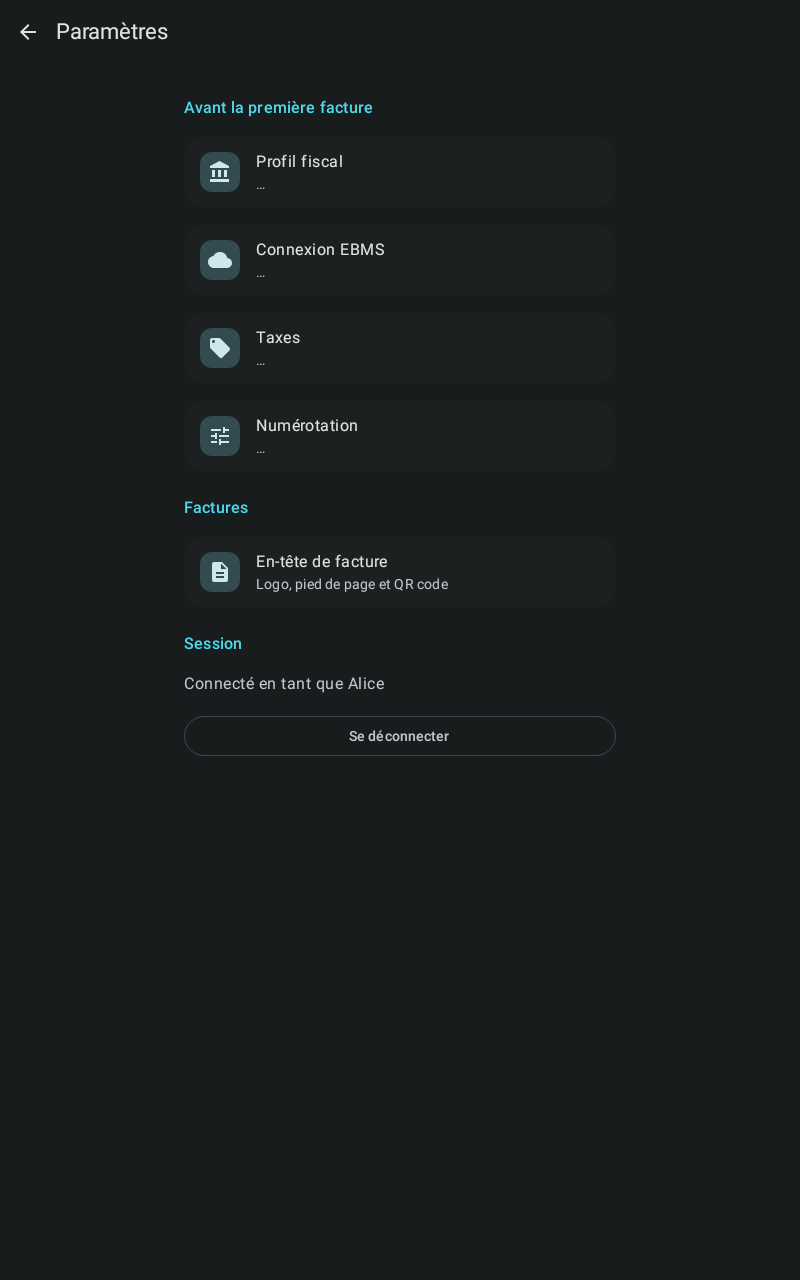 Paramètres
Avant la première facture
Profil fiscal
…
Connexion EBMS
…
Taxes
…
Numérotation
…
Factures
En-tête de facture
Logo, pied de page et QR code
Session
Connecté en tant que Alice
Se déconnecter